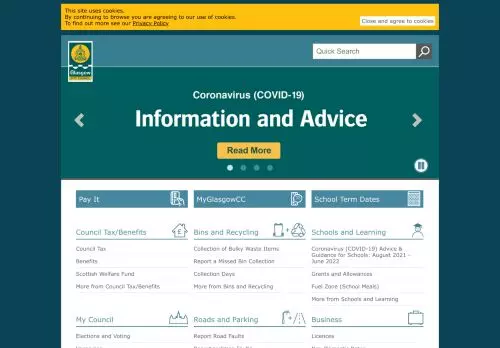 This site uses cookies.
By continuing to browse you are agreeing to our use of cookies.
To find out more see our Privacy Policy
Close and agree to cookies
Glasgow
CITY COUNCIL
Quick Search
Coronavirus (COVID-19)
Information and Advice
Read More
Pay It
MyGlasgowCC
School Term Dates
Council Tax/Benefits
Council Tax
Benefits
Scottish Welfare Fund
More from Council Tax/Benefits
Bins and Recycling
Collection of Bulky Waste Items
Report a Missed Bin Collection
Collection Days
More from Bins and Recycling
Schools and Learning
Coronavirus (COVID-19) Advice &
Guidance for Schools: August 2021 -
June 2022
Grants and Allowances
Fuel Zone (School Meals)
More from Schools and Learning
My Council
Elections and Voting
Roads and Parking
Report Road Faults
Business
Licences